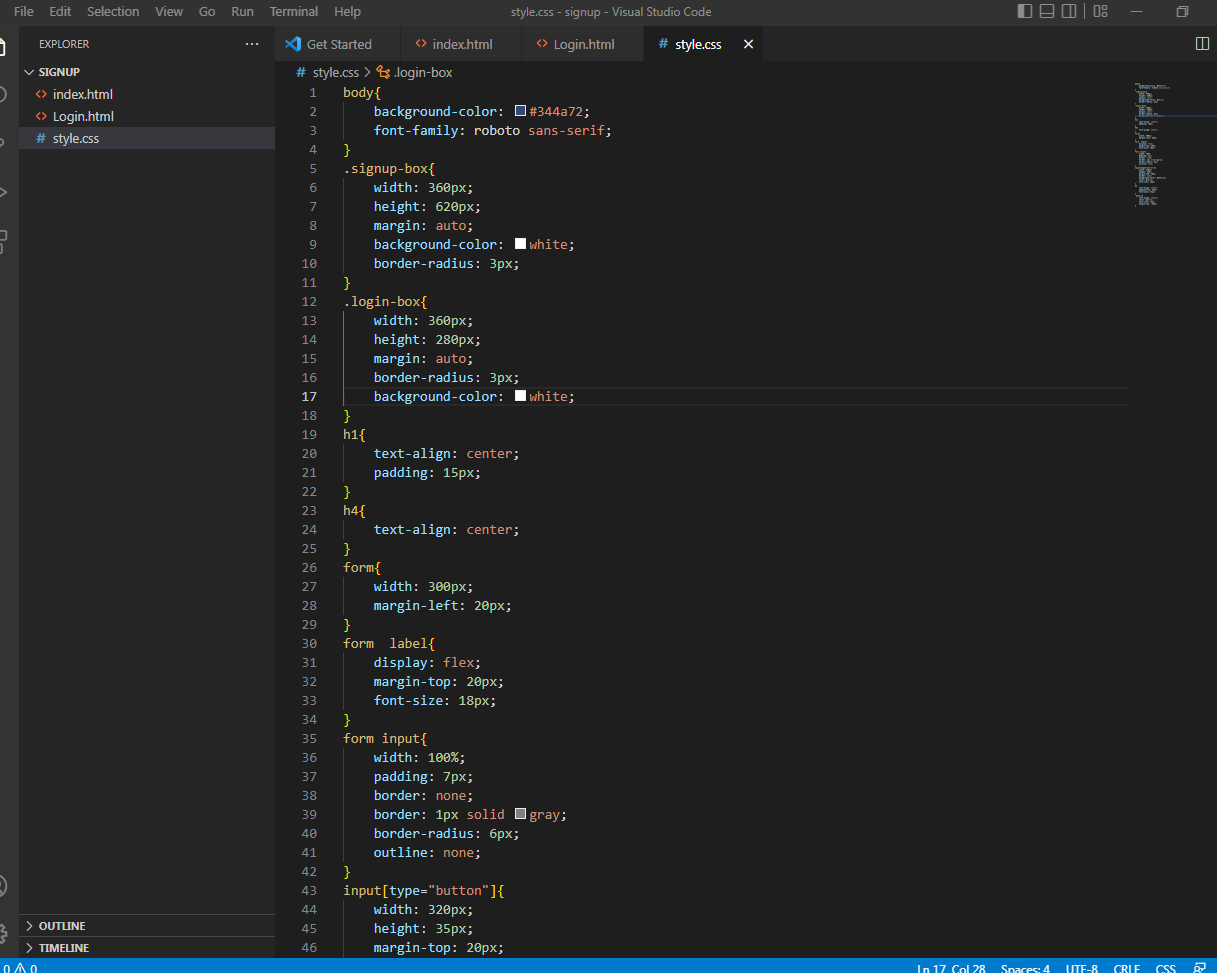 File Edit Selection View Go Run Terminal Help style.css - signup - Visual Studio Code
EXPLORER ··· Get Started <> index.html <> Login.html # style.css ×
SIGNUP
<> index.html
<> Login.html
# style.css
# style.css > .login-box
1 body{
2 background-color: #344a72;
3 font-family: roboto sans-serif;
4 }
5 .signup-box{
6 width: 360px;
7 height: 620px;
8 margin: auto;
9 background-color: white;
10 border-radius: 3px;
11 }
12 .login-box{
13 width: 360px;
14 height: 280px;
15 margin: auto;
16 border-radius: 3px;
17 background-color: white;
18 }
19 h1{
20 text-align: center;
21 padding: 15px;
22 }
23 h4{
24 text-align: center;
25 }
26 form{
27 width: 300px;
28 margin-left: 20px;
29 }
30 form  label{
31 display: flex;
32 margin-top: 20px;
33 font-size: 18px;
34 }
35 form input{
36 width: 100%;
37 padding: 7px;
38 border: none;
39 border: 1px solid gray;
40 border-radius: 6px;
41 outline: none;
42 }
43 input[type="button"]{
44 width: 320px;
45 height: 35px;
46 margin-top: 20px;
OUTLINE
TIMELINE
0 0 Ln 17, Col 28 Spaces: 4 UTF-8 CRLF CSS